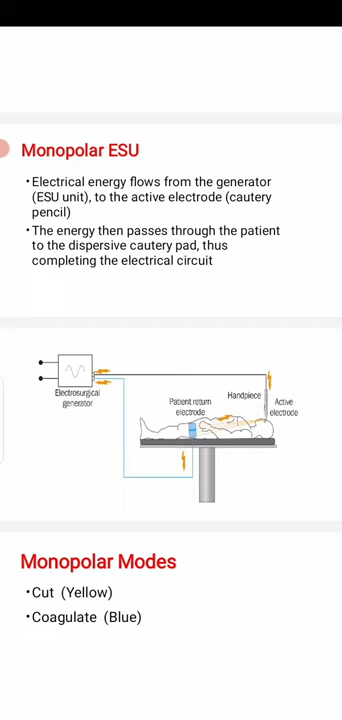 Monopolar ESU
•Electrical energy flows from the generator
(ESU unit), to the active electrode (cautery
pencil)
•The energy then passes through the patient
to the dispersive cautery pad, thus
completing the electrical circuit
Electrosurgical
generator
Patient return
electrode
Handpiece
Active
electrode
Monopolar Modes
•Cut (Yellow)
•Coagulate (Blue)